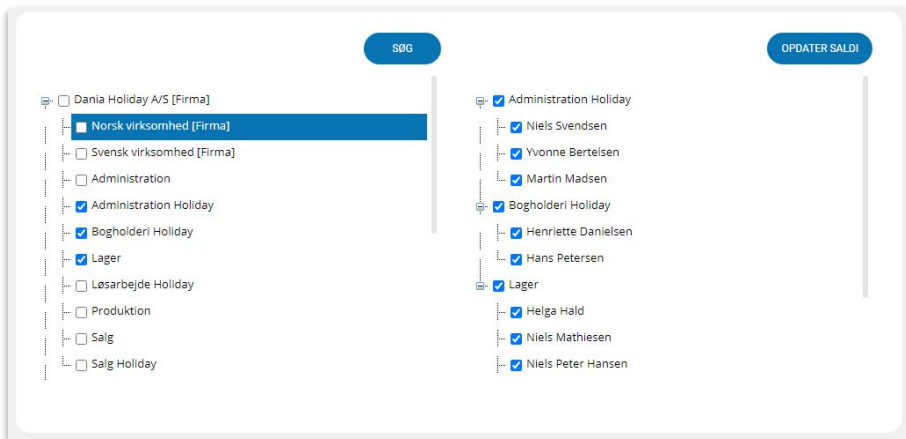 SØG
OPDATER SALDI
Dania Holiday A/S [Firma]
Norsk virksomhed [Firma]
Svensk virksomhed [Firma]
Administration
Administration Holiday
Bogholderi Holiday
Lager
Løsarbejde Holiday
Produktion
Salg
Salg Holiday
Administration Holiday
Niels Svendsen
Yvonne Bertelsen
Martin Madsen
Bogholderi Holiday
Henriette Danielsen
Hans Petersen
Lager
Helga Hald
Niels Mathiesen
Niels Peter Hansen